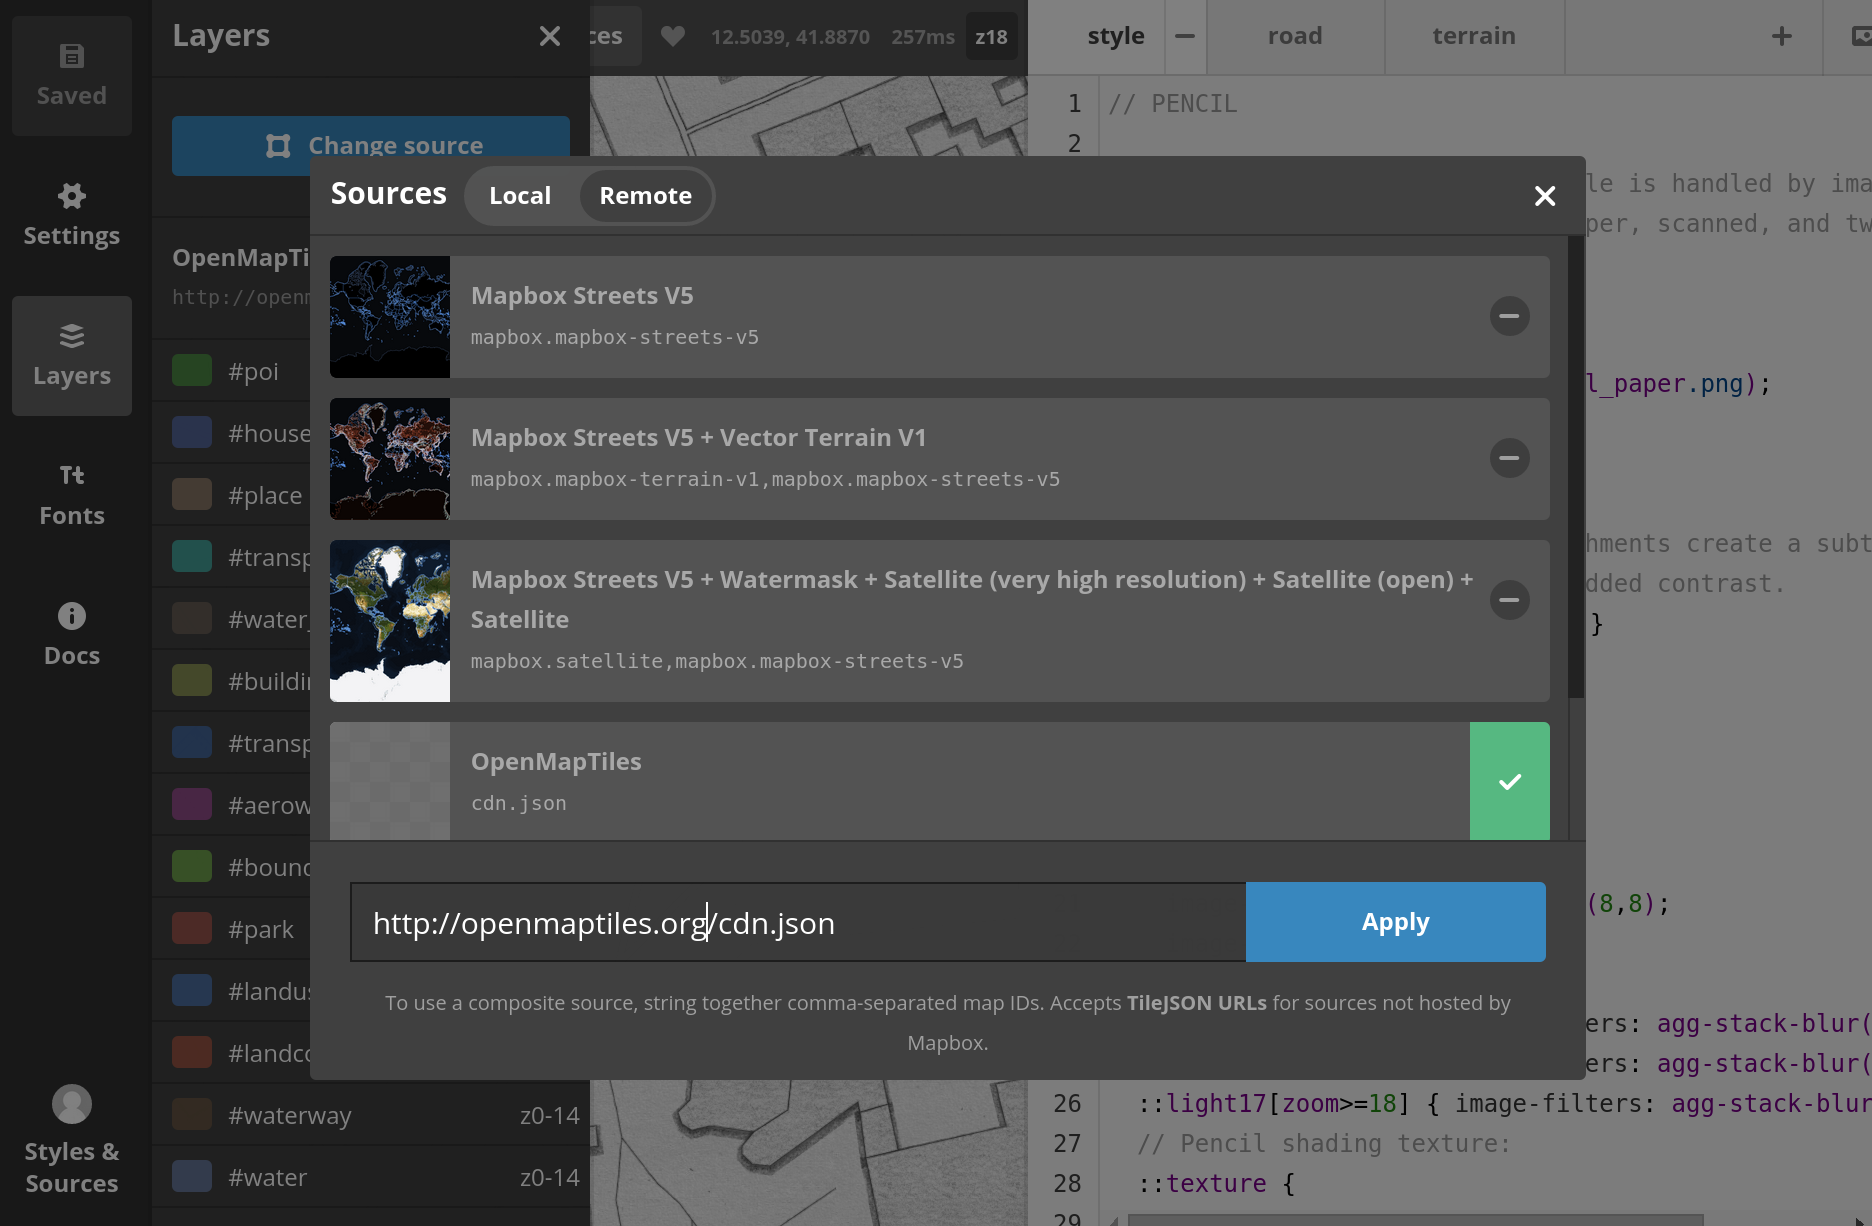 Saved
Settings
Layers
Fonts
Docs
Styles &
Sources
Layers
Change source
OpenMapTi
http://openm
#poi
#house
#place
#transp
#water_
#buildin
#transp
#aerow
#bound
#park
#landus
#landco
#waterway z0-14
#water z0-14
ces 12.5039, 41.8870 257ms z18
style road terrain
Sources Local Remote
Mapbox Streets V5
mapbox.mapbox-streets-v5
Mapbox Streets V5 + Vector Terrain V1
mapbox.mapbox-terrain-v1,mapbox.mapbox-streets-v5
Mapbox Streets V5 + Watermask + Satellite (very high resolution) + Satellite (open) +
Satellite
mapbox.satellite,mapbox.mapbox-streets-v5
OpenMapTiles
cdn.json
http://openmaptiles.org/cdn.json
Apply
To use a composite source, string together comma-separated map IDs. Accepts TileJSON URLs for sources not hosted by
Mapbox.
1 // PENCIL
2
le is handled by ima
per, scanned, and tw
l_paper.png);
hments create a subt
dded contrast.
}
(8,8);
ers: agg-stack-blur(
ers: agg-stack-blur(
26 ::light17[zoom>=18] { image-filters: agg-stack-blur
27 // Pencil shading texture:
28 ::texture {
29